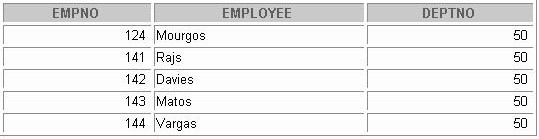 EMPNO EMPLOYEE DEPTNO
124 Mourgos 50
141 Rajs 50
142 Davies 50
143 Matos 50
144 Vargas 50